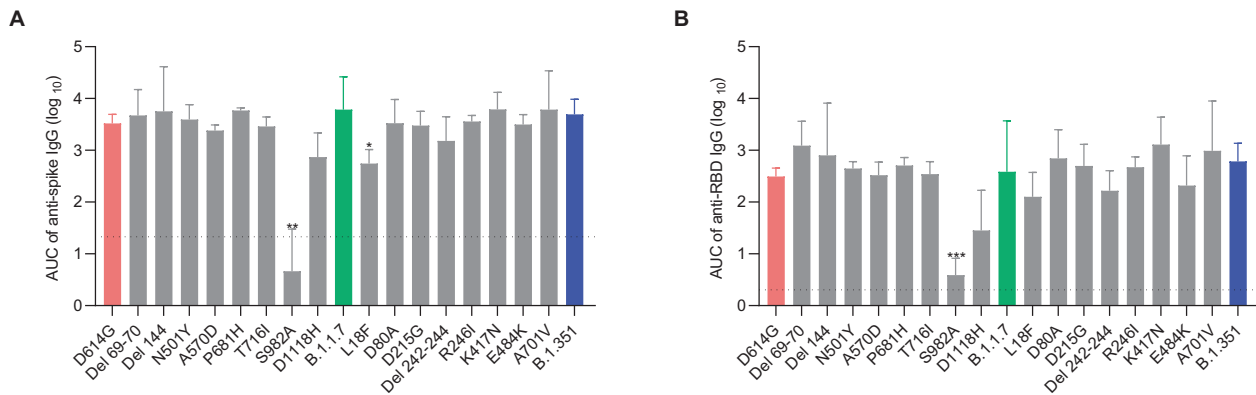 A
AUC of anti-spike IgG (log 10)
5
4
3
2
1
0
**
*
D614G
Del 69-70
Del 144
N501Y
A570D
P681H
T716I
S982A
D1118H
B.1.1.7
L18F
D80A
D215G
Del 242-244
R246I
K417N
E484K
A701V
B.1.351
B
AUC of anti-RBD IgG (log 10)
5
4
3
2
1
0
***
D614G
Del 69-70
Del 144
N501Y
A570D
P681H
T716I
S982A
D1118H
B.1.1.7
L18F
D80A
D215G
Del 242-244
R246I
K417N
E484K
A701V
B.1.351